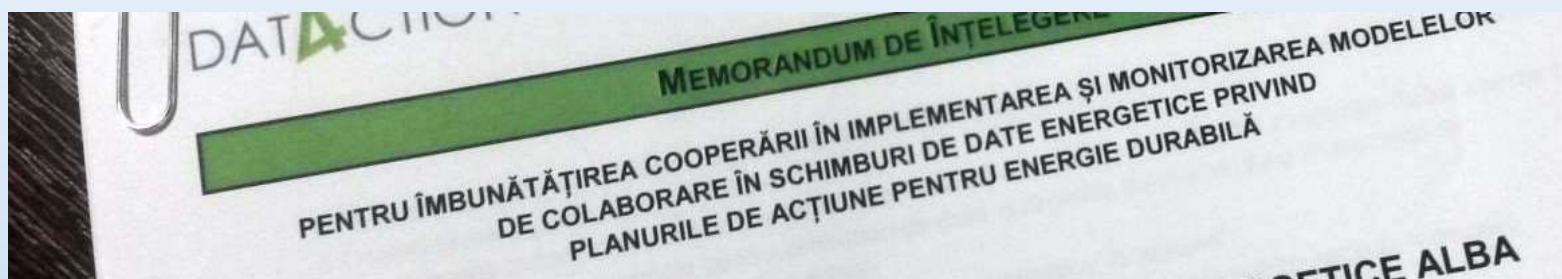 DATA4CTION
MEMORANDUM DE ÎNȚELEGERE
PENTRU ÎMBUNĂTĂȚIREA COOPERĂRII ÎN IMPLEMENTAREA ȘI MONITORIZAREA MODELELOR
DE COLABORARE ÎN SCHIMBURI DE DATE ENERGETICE PRIVIND
PLANURILE DE ACȚIUNE PENTRU ENERGIE DURABILĂ
ALBA